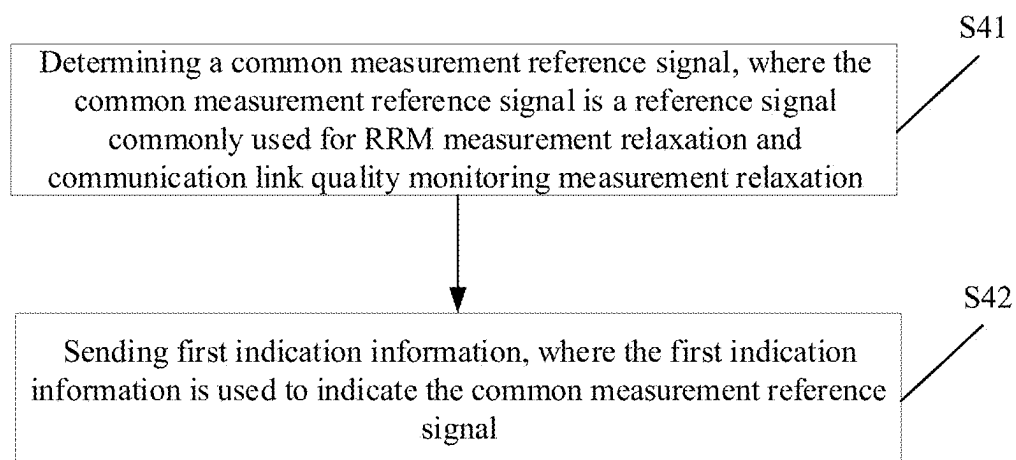 S41
Determining a common measurement reference signal, where the
common measurement reference signal is a reference signal
commonly used for RRM measurement relaxation and
communication link quality monitoring measurement relaxation
S42
Sending first indication information, where the first indication
information is used to indicate the common measurement reference
signal